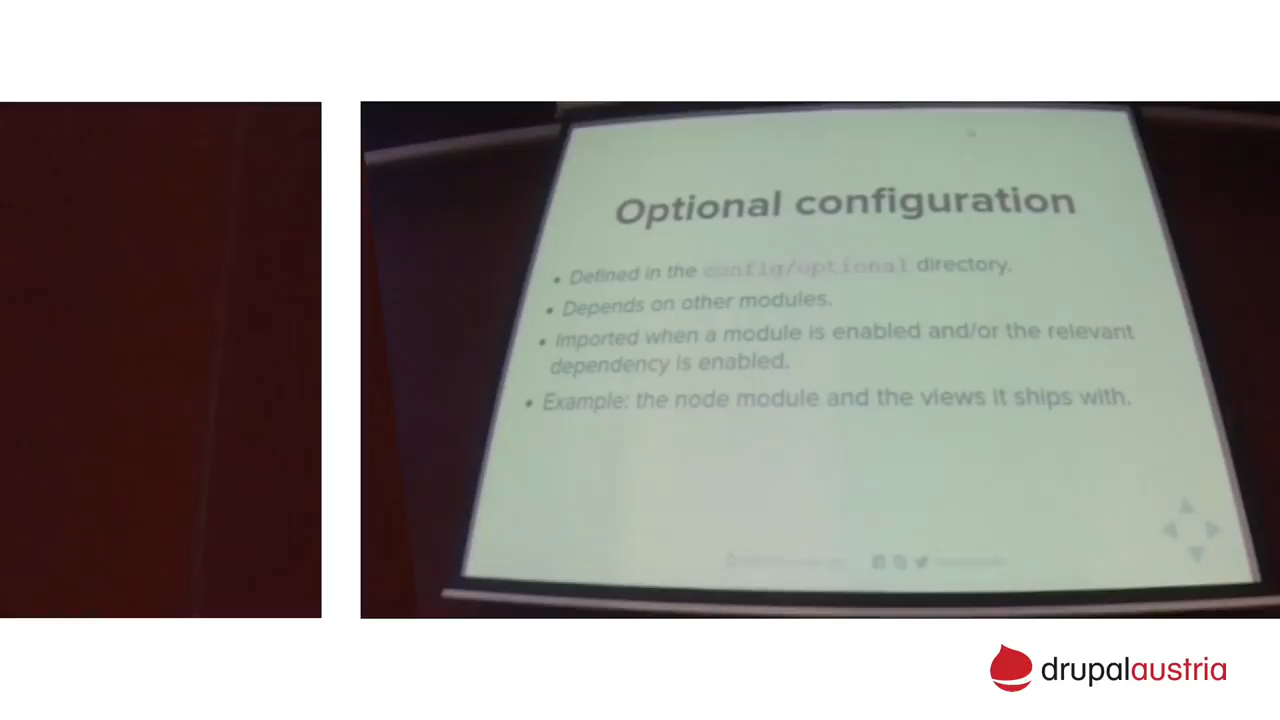 Optional configuration
• Defined in the config/optional directory.
• Depends on other modules.
• Imported when a module is enabled and/or the relevant
dependency is enabled.
• Example: the node module and the views it ships with.
drupalaustria